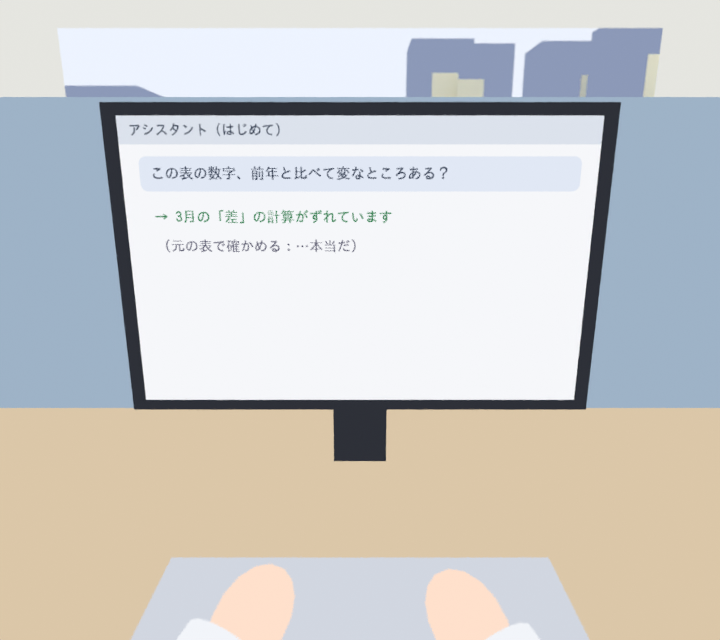 アシスタント（はじめて）
この表の数字、前年と比べて変なところある？
→ 3月の「差」の計算がずれています
（元の表で確かめる：…本当だ）